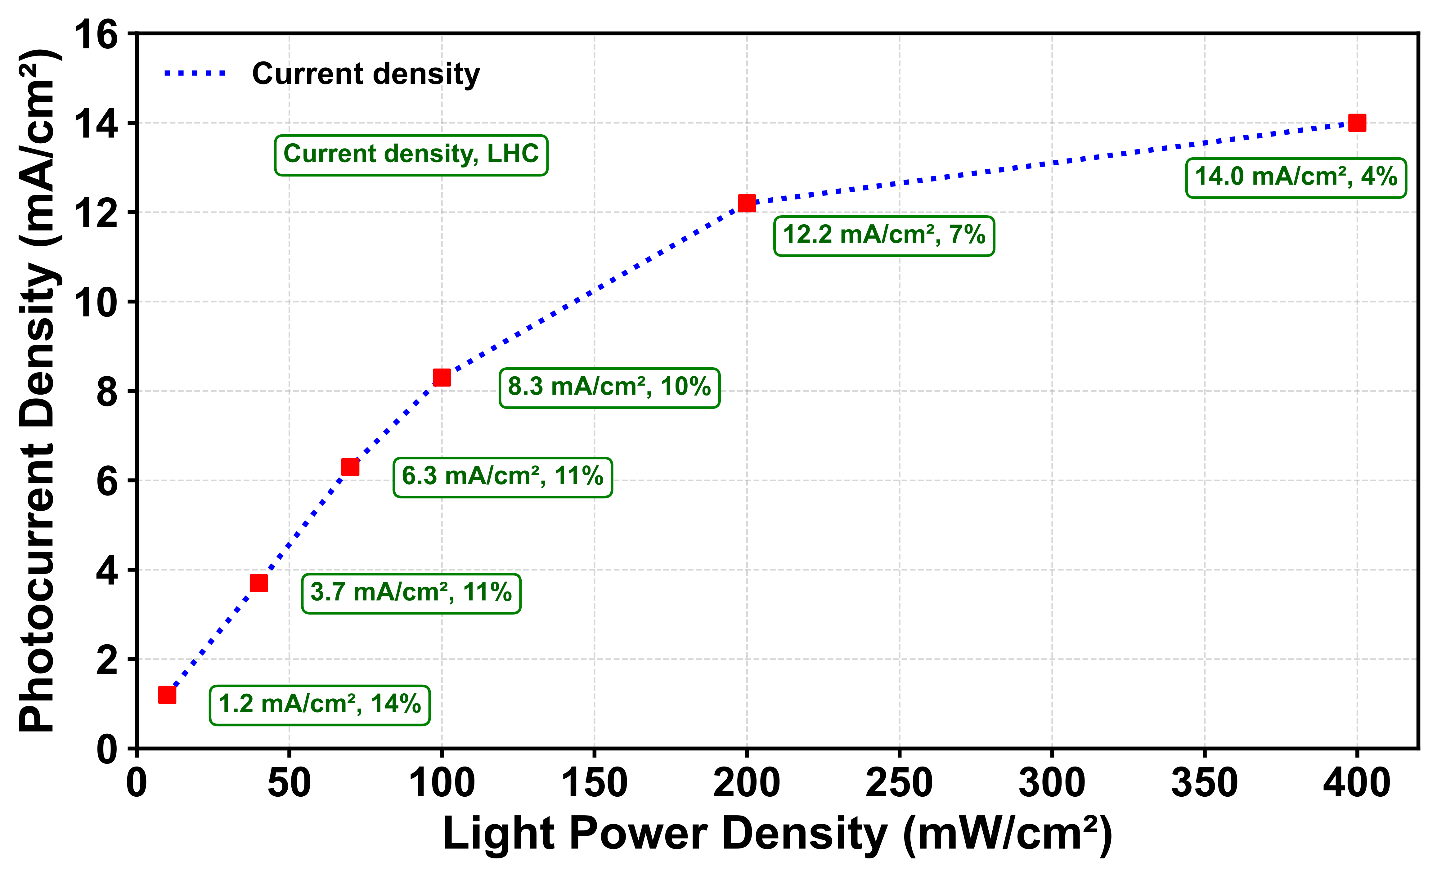 Photocurrent Density (mA/cm²)
16
14
12
10
8
6
4
2
0
Current density
Current density, LHC
14.0 mA/cm², 4%
12.2 mA/cm², 7%
8.3 mA/cm², 10%
6.3 mA/cm², 11%
3.7 mA/cm², 11%
1.2 mA/cm², 14%
0 50 100 150 200 250 300 350 400
Light Power Density (mW/cm²)